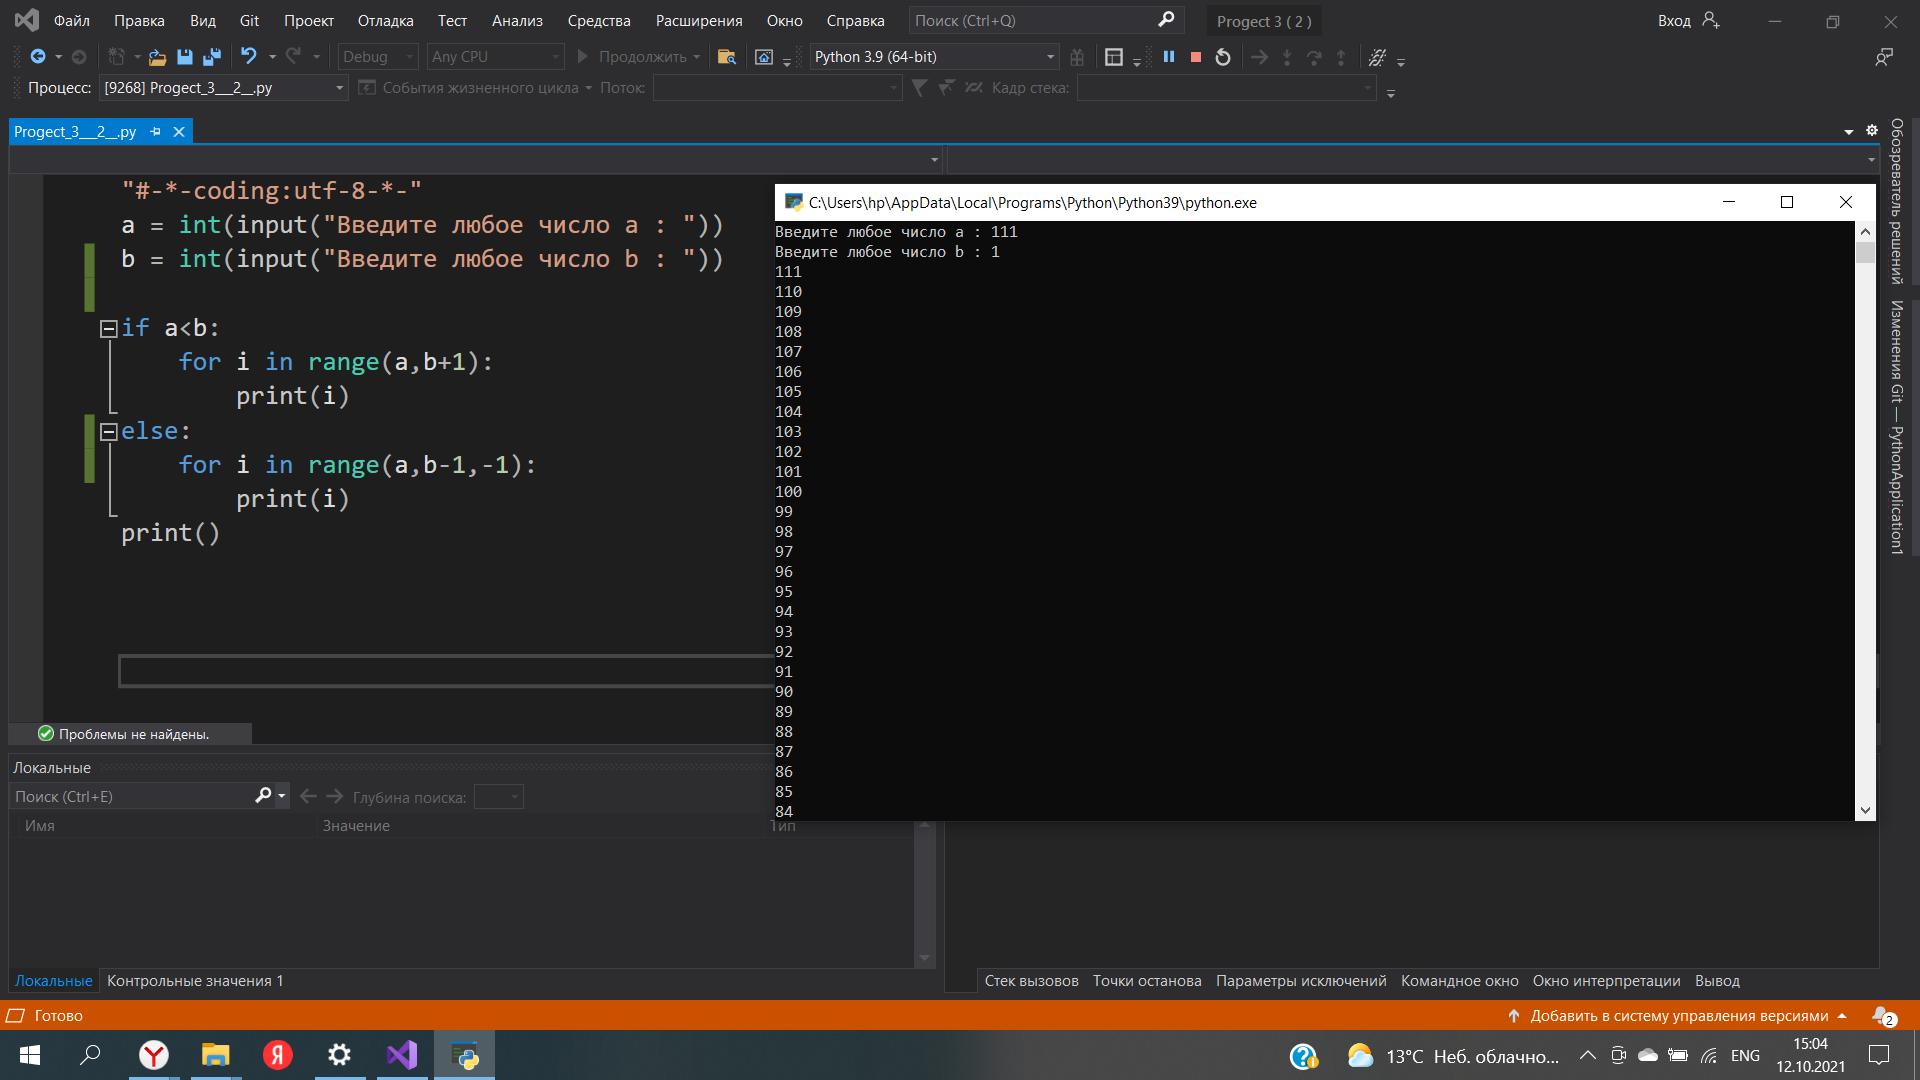 Файл Правка Вид Git Проект Отладка Тест Анализ Средства Расширения Окно Справка Поиск (Ctrl+Q) Progect 3 ( 2 ) Вход
Debug Any CPU Продолжить Python 3.9 (64-bit)
Процесс: [9268] Progect_3___2__.py События жизненного цикла Поток: Кадр стека:
Progect_3___2__.py
"#-*-coding:utf-8-*-"
a = int(input("Введите любое число a : "))
b = int(input("Введите любое число b : "))
if a<b:
for i in range(a,b+1):
print(i)
else:
for i in range(a,b-1,-1):
print(i)
print()
C:\Users\hp\AppData\Local\Programs\Python\Python39\python.exe
Введите любое число a : 111
Введите любое число b : 1
111
110
109
108
107
106
105
104
103
102
101
100
99
98
97
96
95
94
93
92
91
90
89
88
87
86
85
84
Обозреватель решений
Изменения Git — PythonApplication1
Проблемы не найдены.
Локальные
Поиск (Ctrl+E) Глубина поиска:
Имя Значение Тип
Локальные Контрольные значения 1
Стек вызовов Точки останова Параметры исключений Командное окно Окно интерпретации Вывод
Готово Добавить в систему управления версиями 2
13°C Неб. облачно... ENG 15:04
12.10.2021